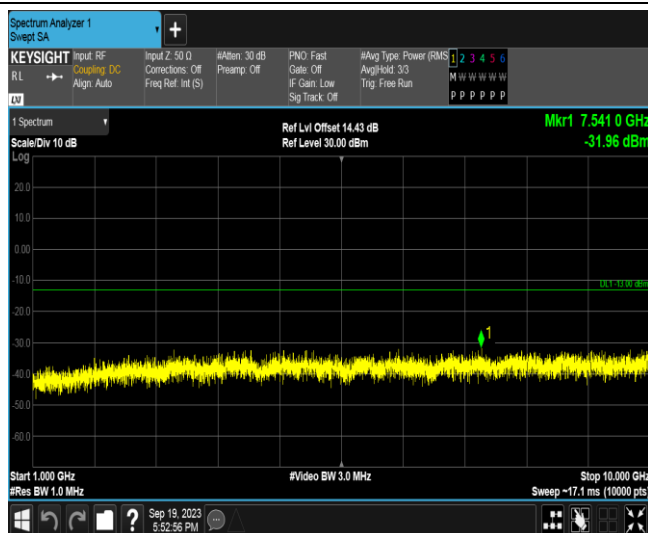 Spectrum Analyzer 1
Swept SA
+
KEYSIGHT
RL
LXI
Input: RF
Coupling: DC
Align: Auto
Input Z: 50 Ω
Corrections: Off
Freq Ref: Int (S)
#Atten: 30 dB
Preamp: Off
PNO: Fast
Gate: Off
IF Gain: Low
Sig Track: Off
#Avg Type: Power (RMS
Avg|Hold: 3/3
Trig: Free Run
1 2 3 4 5 6
M W W W W W
P P P P P P
1 Spectrum
Scale/Div 10 dB
Ref Lvl Offset 14.43 dB
Ref Level 30.00 dBm
Mkr1 7.541 0 GHz
-31.96 dBm
Log
20.0
10.0
0.00
-10.0
DL1 -13.00 dBm
-20.0
-30.0
1
-40.0
-50.0
-60.0
Start 1.000 GHz
#Res BW 1.0 MHz
#Video BW 3.0 MHz
Stop 10.000 GHz
Sweep ~17.1 ms (10000 pts)
?
Sep 19, 2023
5:52:56 PM